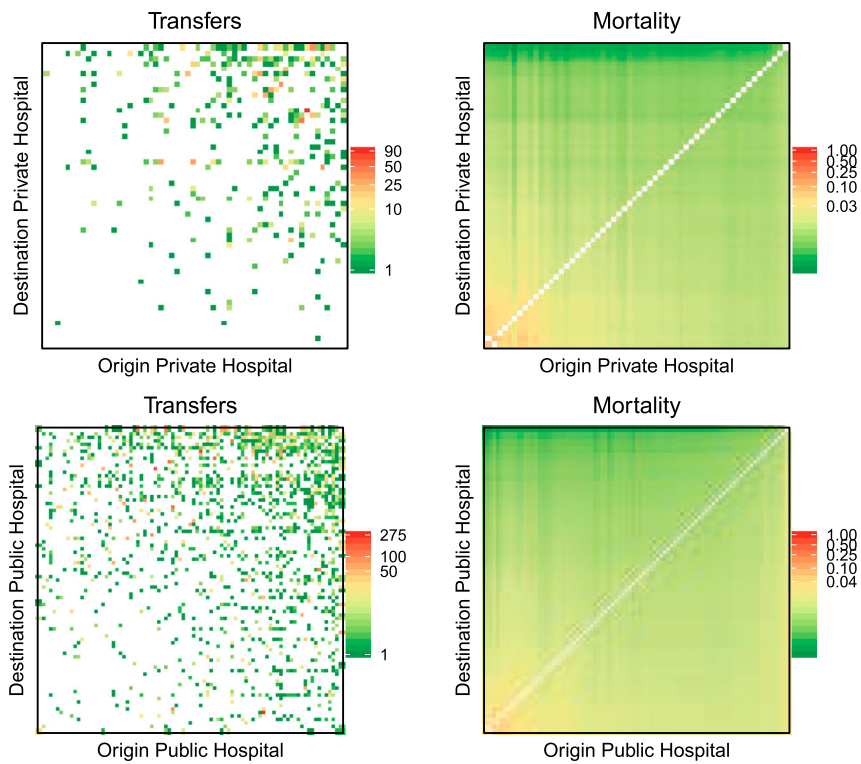 Transfers
Destination Private Hospital
Origin Private Hospital
90
50
25
10
1
Mortality
Destination Private Hospital
Origin Private Hospital
1.00
0.50
0.25
0.10
0.03
Transfers
Destination Public Hospital
Origin Public Hospital
275
100
50
1
Mortality
Destination Public Hospital
Origin Public Hospital
1.00
0.50
0.25
0.10
0.04